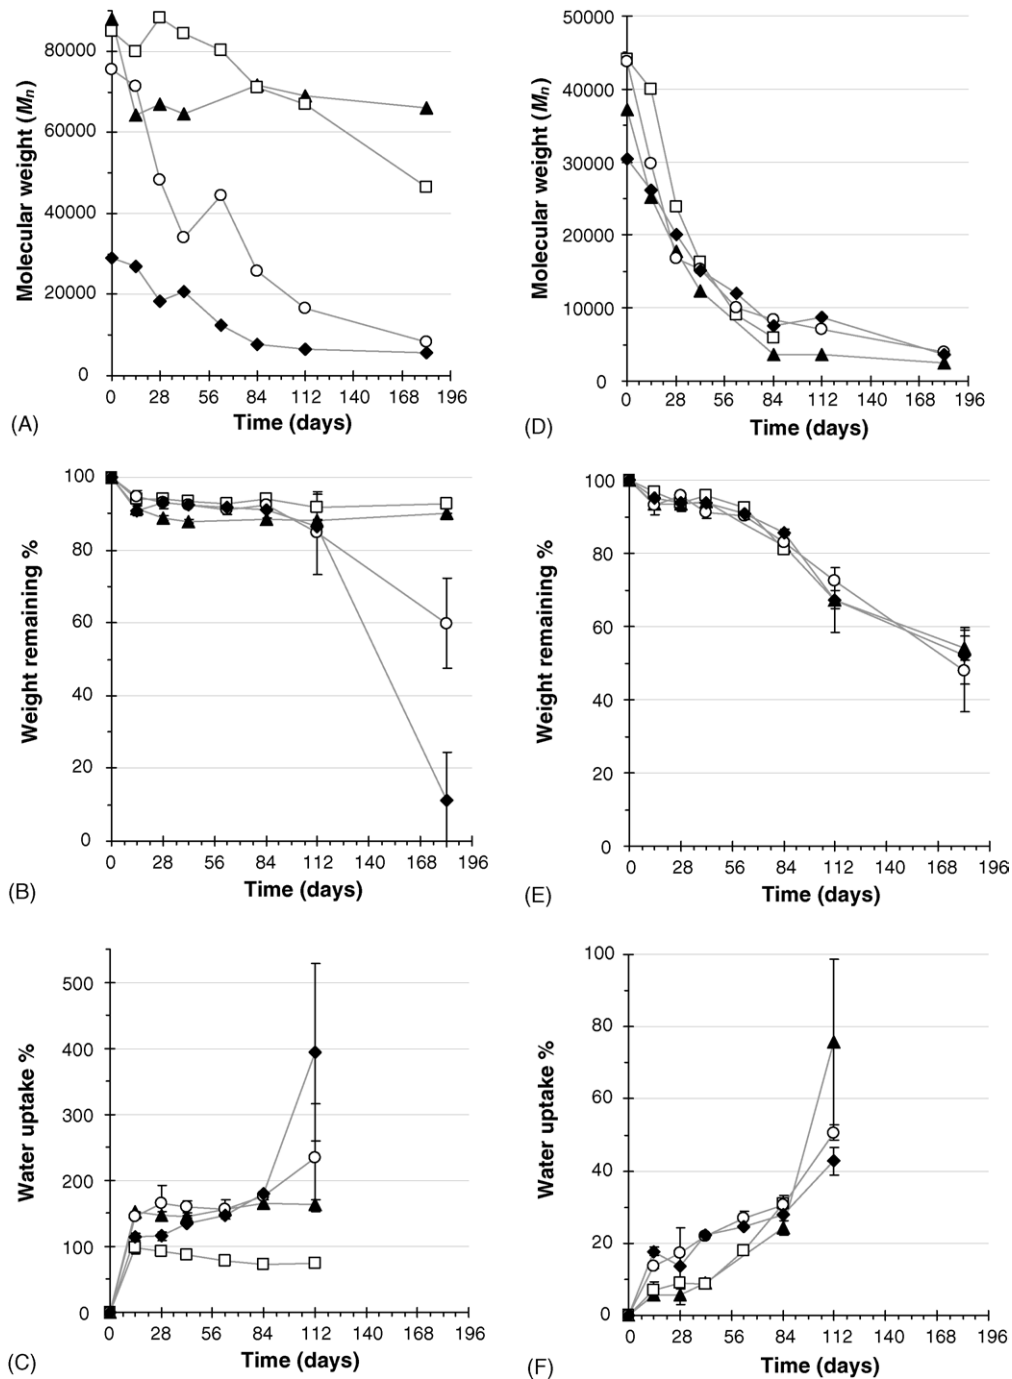 Molecular weight (Mn)
80000
60000
40000
20000
0
0 28 56 84 112 140 168 196
Time (days)
(A)
Molecular weight (Mn)
50000
40000
30000
20000
10000
0
0 28 56 84 112 140 168 196
Time (days)
(D)
Weight remaining %
100
80
60
40
20
0
0 28 56 84 112 140 168 196
Time (days)
(B)
Weight remaining %
100
80
60
40
20
0
0 28 56 84 112 140 168 196
Time (days)
(E)
Water uptake %
500
400
300
200
150
100
0
0 28 56 84 112 140 168 196
Time (days)
(C)
Water uptake %
100
80
60
40
20
0
0 28 56 84 112 140 168 196
Time (days)
(F)